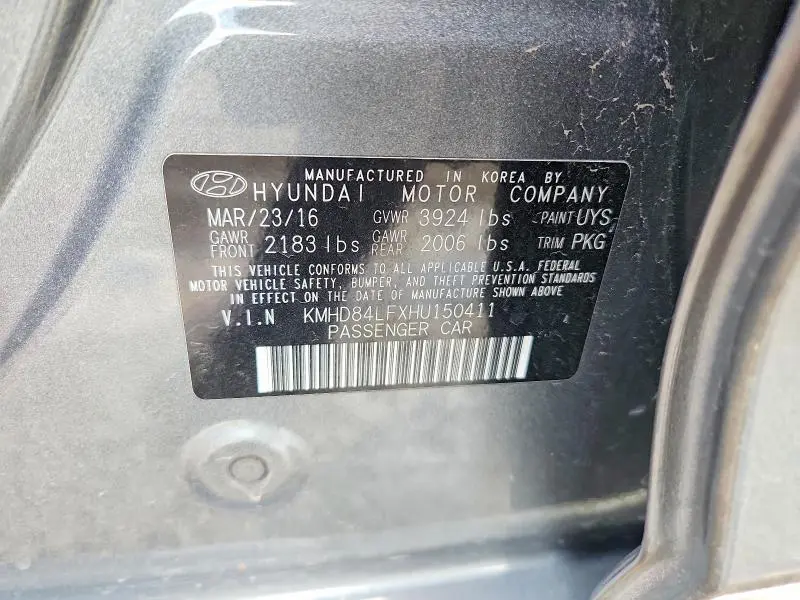 MANUFACTURED IN KOREA BY
HYUNDAI MOTOR COMPANY
MAR/23/16 GVWR 3924 lbs PAINT UYS
GAWR FRONT 2183 lbs GAWR REAR 2006 lbs TRIM PKG
THIS VEHICLE CONFORMS TO ALL APPLICABLE U.S.A. FEDERAL
MOTOR VEHICLE SAFETY, BUMPER, AND THEFT PREVENTION STANDARDS
IN EFFECT ON THE DATE OF MANUFACTURE SHOWN ABOVE
V.I.N KMHD84LFXHU150411
PASSENGER CAR